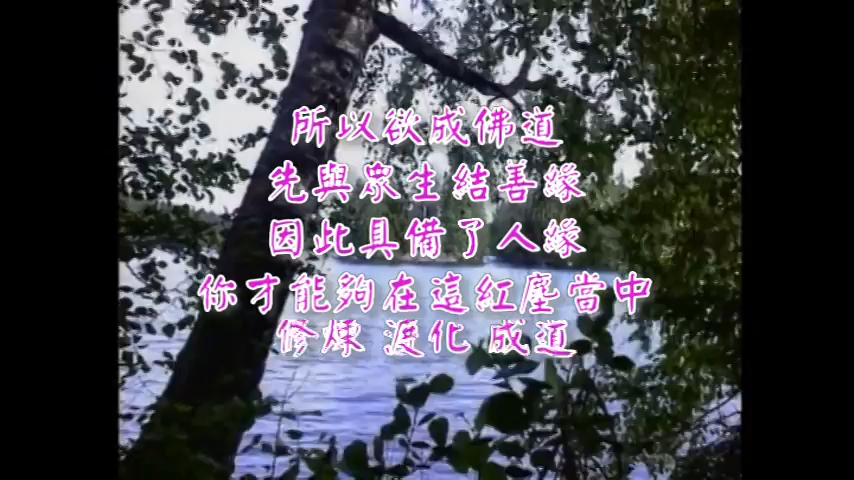 所以欲成佛道
先與眾生結善緣
因此具備了人緣
你才能夠在這紅塵當中
修煉 渡化 成道